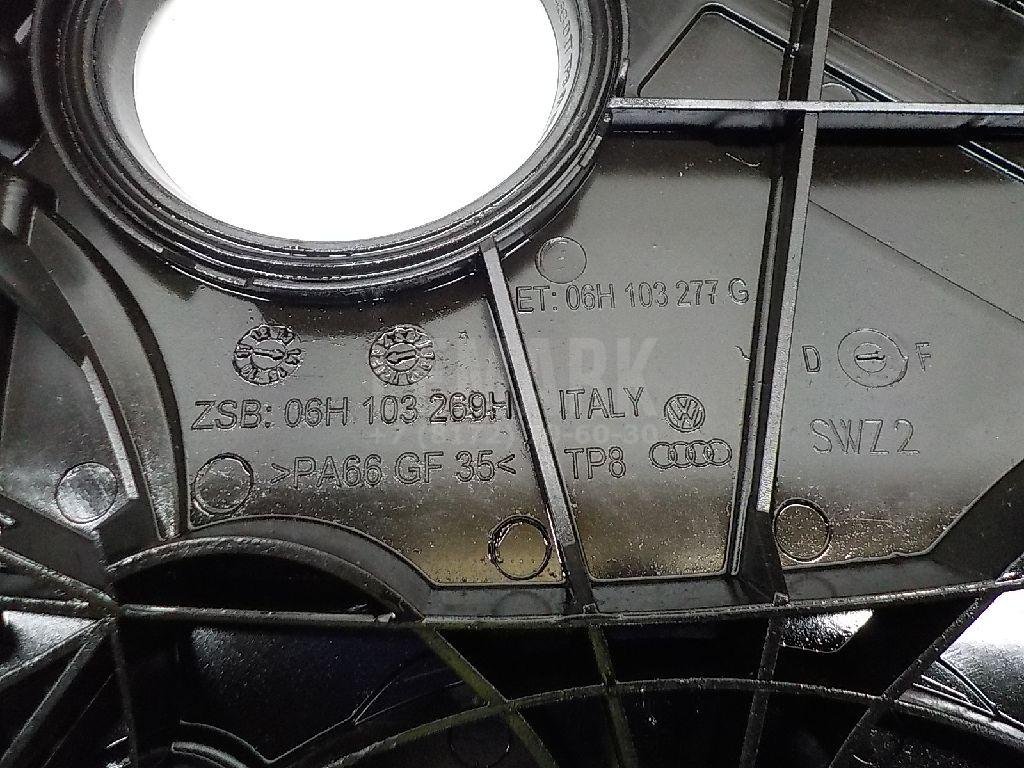 ET: 06H 103 277 G
D F
ZSB: 06H 103 269H
ITALY
SWZ2
>PA66 GF 35<
TP8